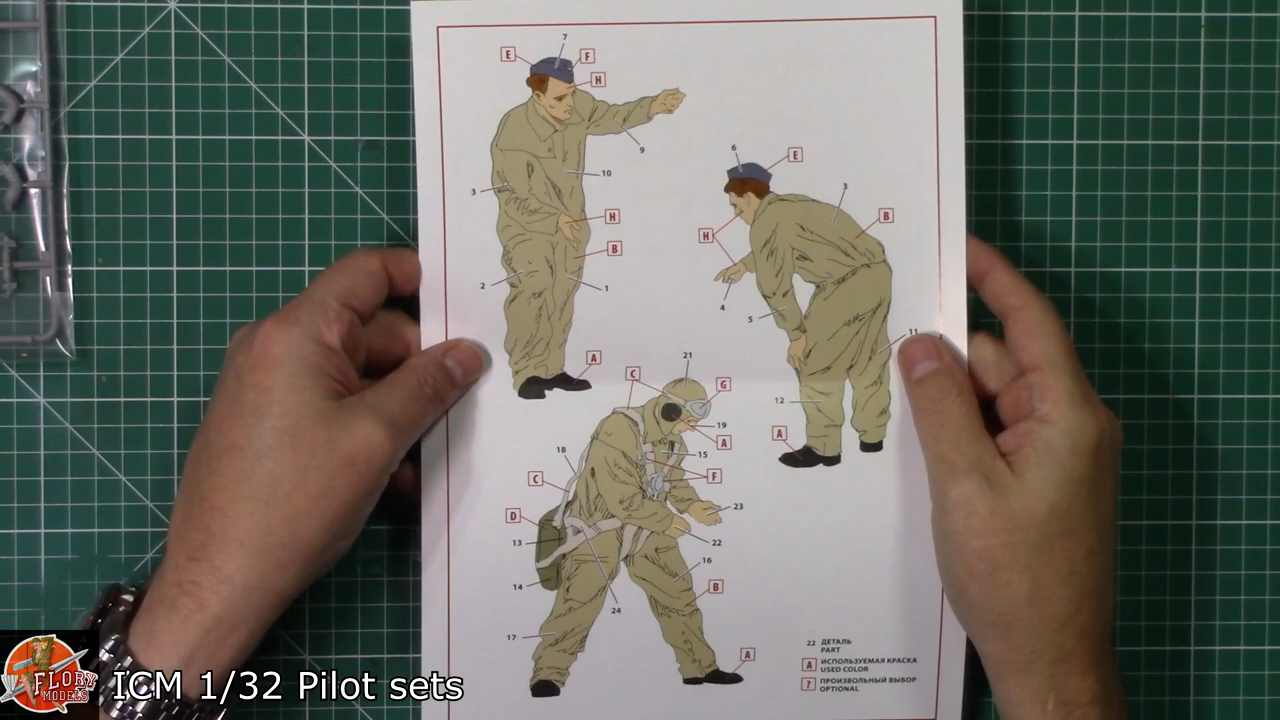 7
E
F
H
9
10
3
H
B
2
1
A
6
E
3
B
H
4
5
11
12
A
21
C
G
19
A
15
18
F
C
23
D
13
22
16
14
B
24
17
A
22 ДЕТАЛЬ
PART
A ИСПОЛЬЗУЕМАЯ КРАСКА
USED COLOR
? ПРОИЗВОЛЬНЫЙ ВЫБОР
OPTIONAL
FLORY
MODELS
ICM 1/32 Pilot sets